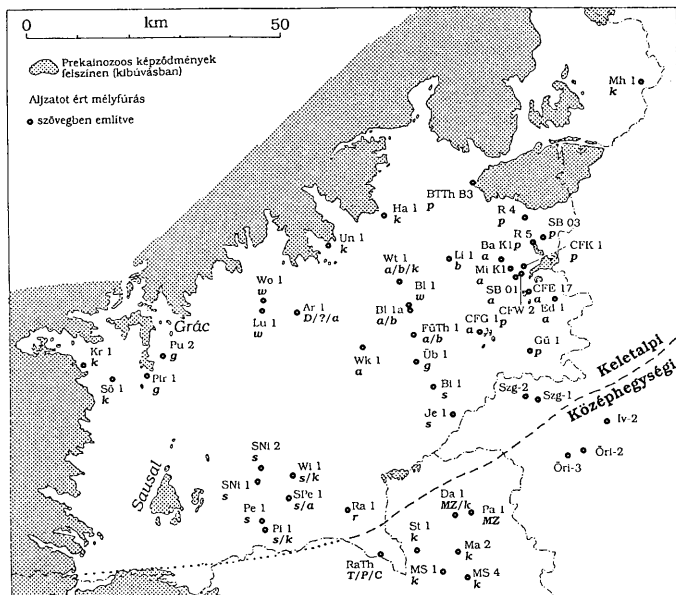 0 km 50
Prekainozoos képződmények
felszínen (kibúvásban)
Aljzatot ért mélyfúrás
szövegben említve
Mh 1
k
BTTh B3
p
Ha 1
k
R 4
p
SB 03
p
R 5
p
Un 1
k
Ba K1
a
CFK 1
p
Li 1
b
Wt 1
a/b/k
Mi K1
a
Wo 1
w
Bl 1
w
SB 01
a
CFE 17
a
Lu 1
w
Ar 1
D/?/a
Bl 1a
a/b
CFW 2
p
Ed 1
a
Grác
FüTh 1
a/b
CFG 1
a
Kr 1
k
Pu 2
g
Wk 1
a
Üb 1
g
Gü 1
p
Sö 1
k
Pir 1
g
Bi 1
s
Szg-2
Szg-1
Keletalpi
Középhegységi
Je 1
s
Iv-2
Őri-2
Őri-3
SNi 2
s
Wi 1
s/k
SNi 1
s
Sausal
SPe 1
s/a
Da 1
MZ/k
Pa 1
MZ
Pe 1
s
Ra 1
r
Pi 1
s/k
St 1
k
Ma 2
k
RaTh
T/P/C
MS 1
k
MS 4
k